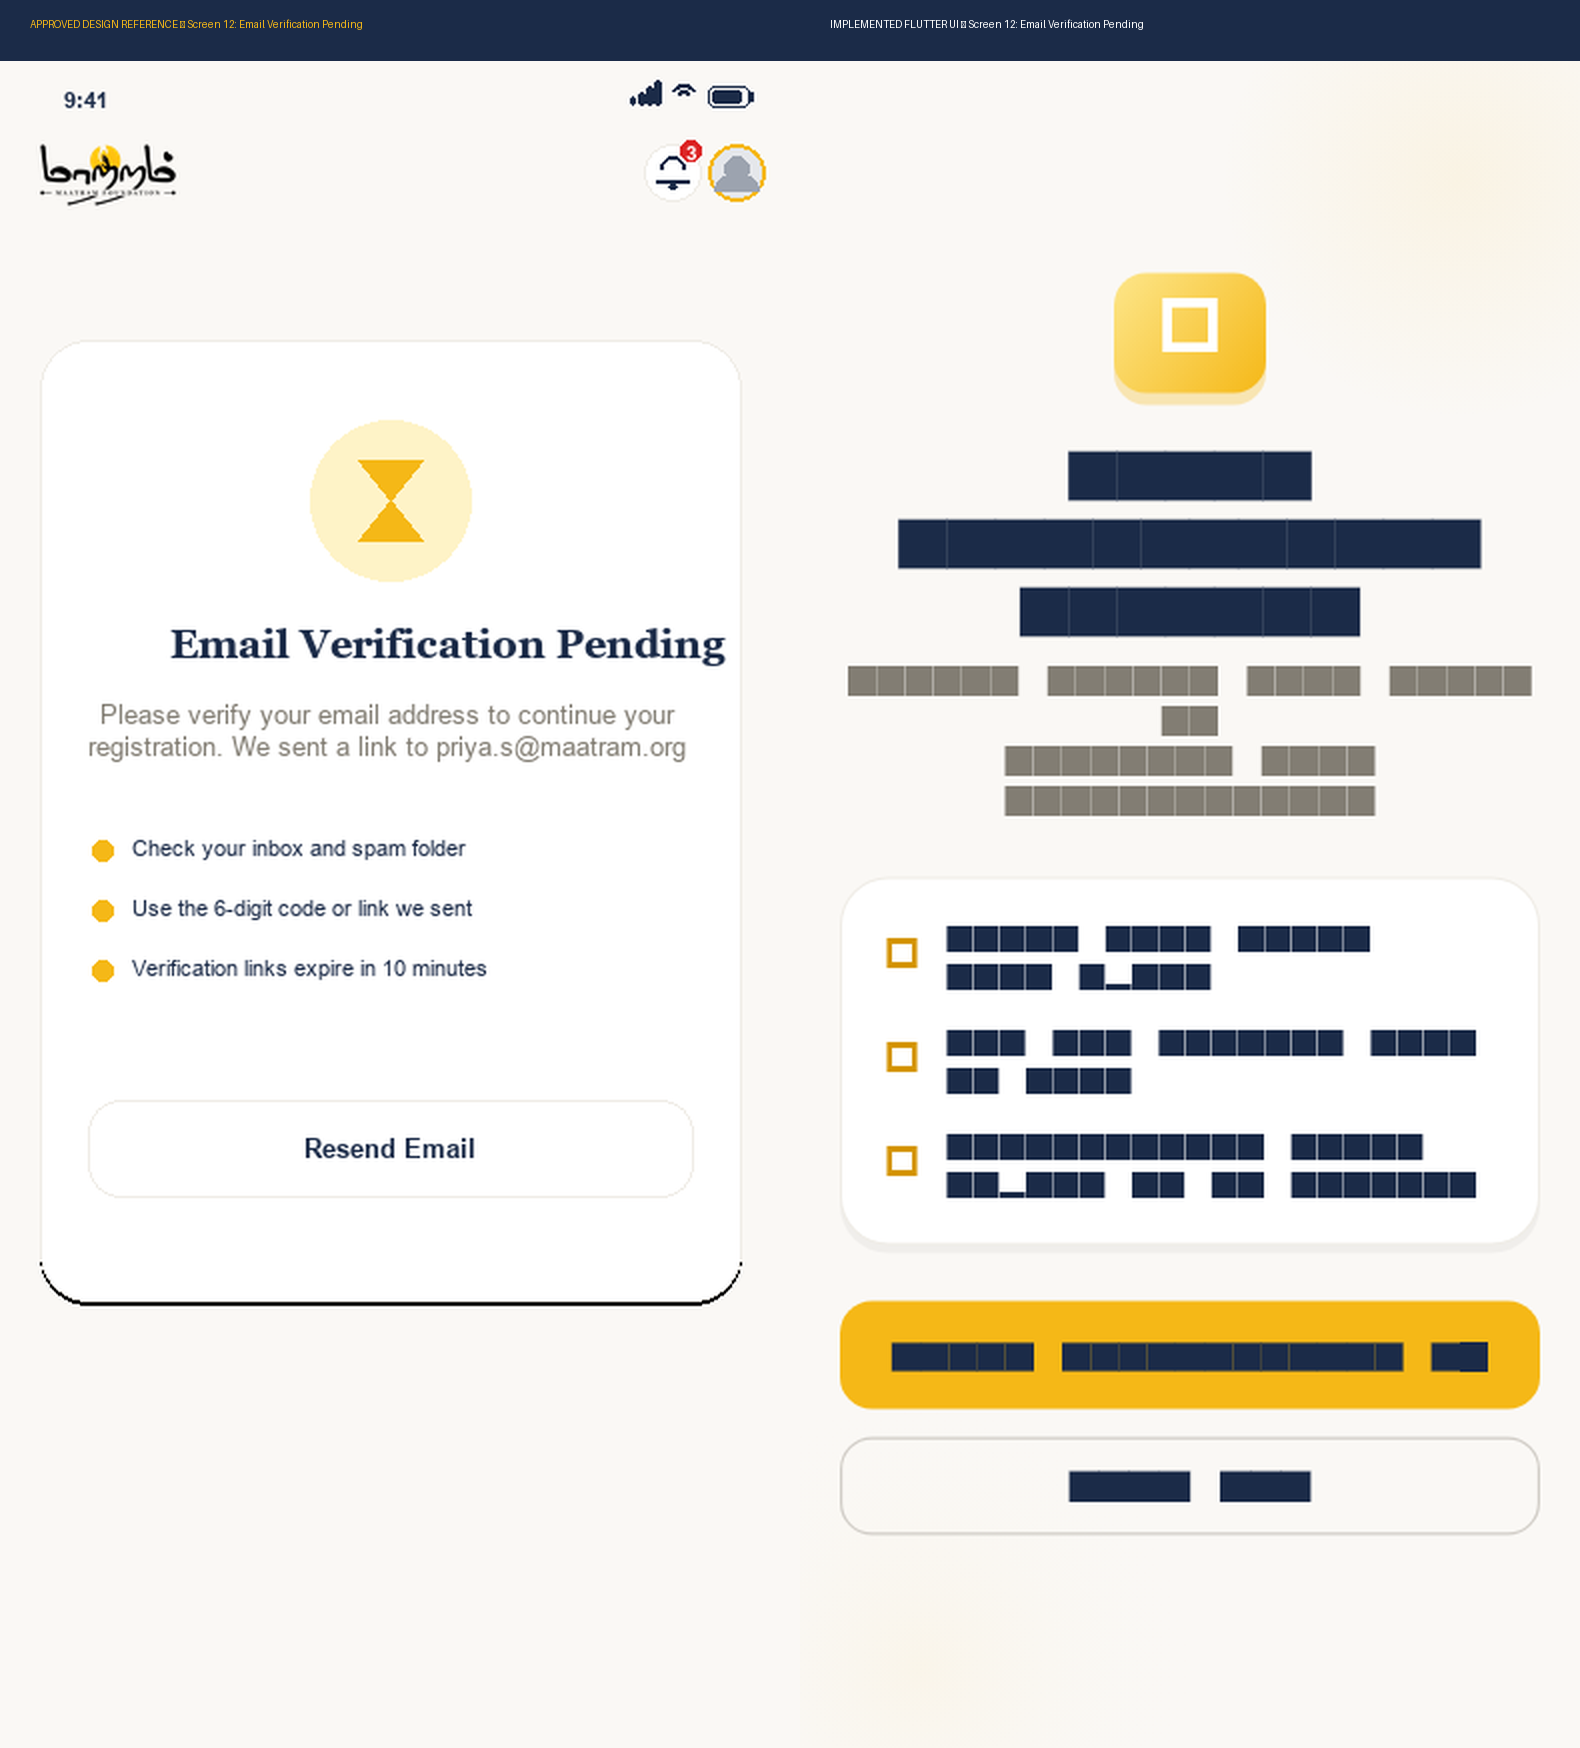 APPROVED DESIGN REFERENCE Screen 12: Email Verification Pending
IMPLEMENTED FLUTTER UI Screen 12: Email Verification Pending
9:41
மாற்றம்
MAATRAM FOUNDATION
3
Email Verification Pending
Please verify your email address to continue your
registration. We sent a link to priya.s@maatram.org
Check your inbox and spam folder
Use the 6-digit code or link we sent
Verification links expire in 10 minutes
Resend Email